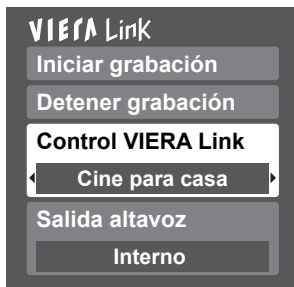 VIERA Link
Iniciar grabación
Detener grabación
Control VIERA Link
Cine para casa
Salida altavoz
Interno